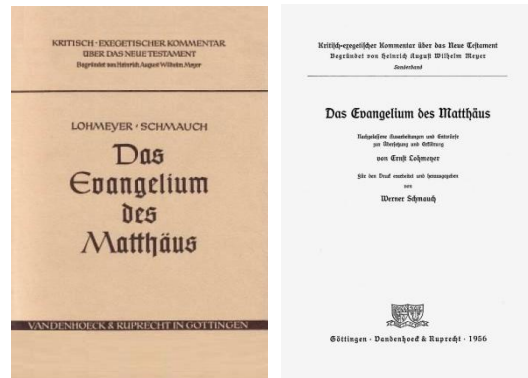 KRITISCH · EXEGETISCHER KOMMENTAR
ÜBER DAS NEUE TESTAMENT
Begründet von Heinrich August Wilhelm Meyer
LOHMEYER · SCHMAUCH
Das
Evangelium
des
Matthäus
VANDENHOECK & RUPRECHT IN GÖTTINGEN
Kritisch-exegetischer Kommentar über das Neue Testament
Begründet von Heinrich August Wilhelm Meyer
Sonderband
Das Evangelium des Matthäus
Nachgelassene Ausarbeitungen und Entwürfe
zur Übersetzung und Erklärung
von Ernst Lohmeyer
Für den Druck erarbeitet und herausgegeben
von
Werner Schmauch
Göttingen · Vandenhoeck & Ruprecht · 1956